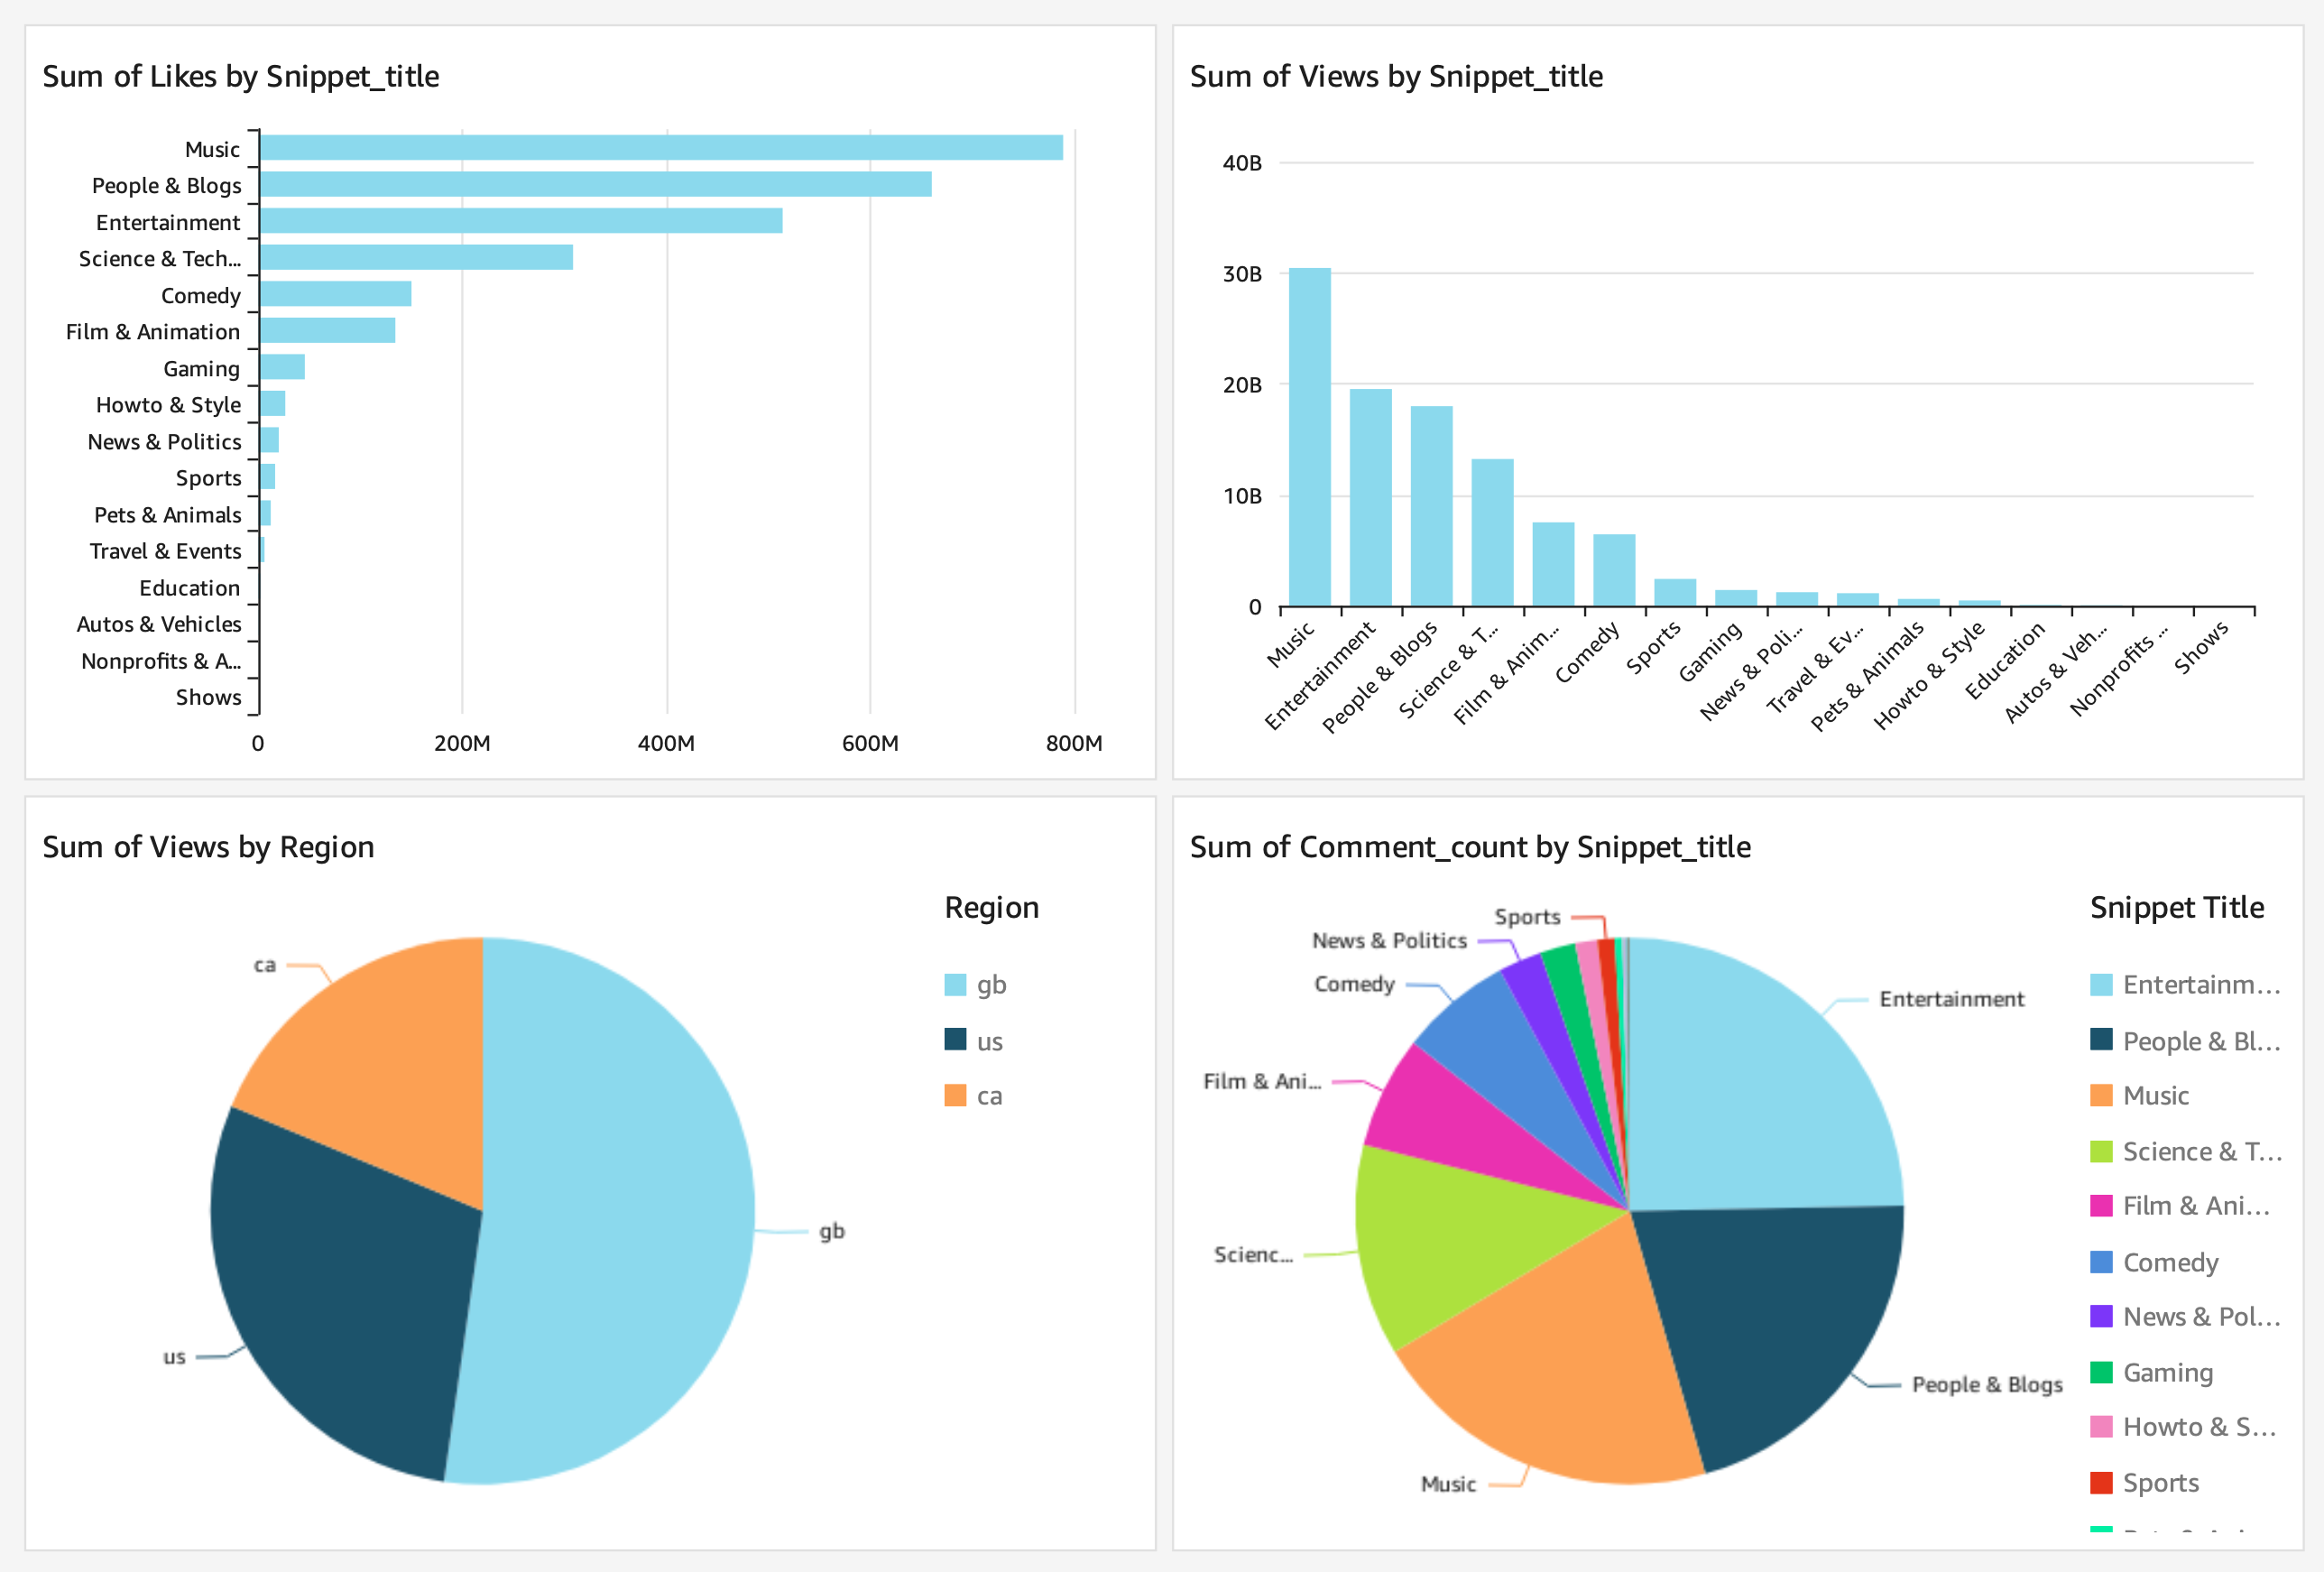 Sum of Likes by Snippet_title
Music
People & Blogs
Entertainment
Science & Tech...
Comedy
Film & Animation
Gaming
Howto & Style
News & Politics
Sports
Pets & Animals
Travel & Events
Education
Autos & Vehicles
Nonprofits & A...
Shows
0 200M 400M 600M 800M
Sum of Views by Snippet_title
40B
30B
20B
10B
0
Music
Entertainment
People & Blogs
Science & T...
Film & Anim...
Comedy
Sports
Gaming
News & Poli...
Travel & Ev...
Pets & Animals
Howto & Style
Education
Autos & Veh...
Nonprofits ...
Shows
Sum of Views by Region
ca
us
gb
Region
gb
us
ca
Sum of Comment_count by Snippet_title
Sports
News & Politics
Comedy
Film & Ani...
Scienc...
Music
Entertainment
People & Blogs
Snippet Title
Entertainm...
People & Bl...
Music
Science & T...
Film & Ani...
Comedy
News & Pol...
Gaming
Howto & S...
Sports